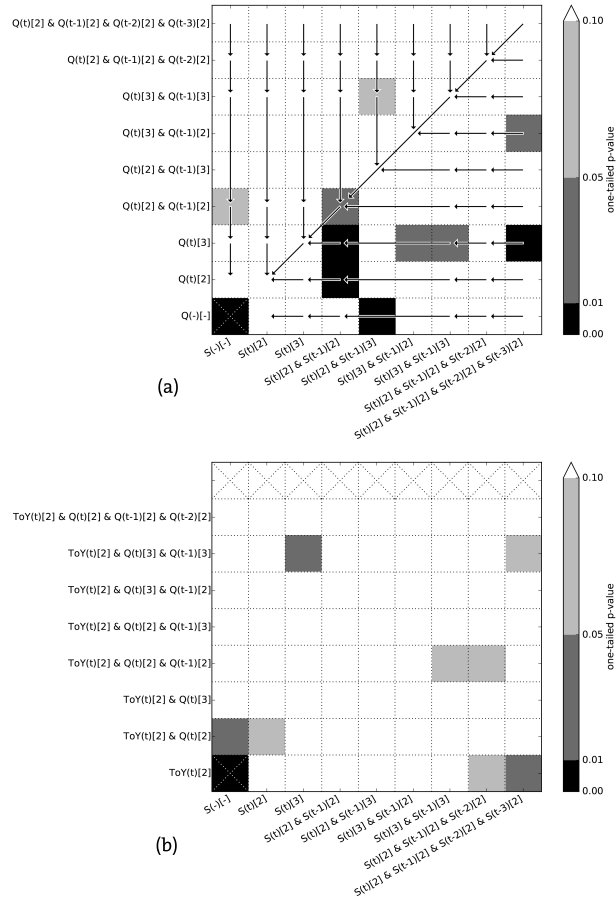 Q(t)[2] & Q(t-1)[2] & Q(t-2)[2] & Q(t-3)[2]
Q(t)[2] & Q(t-1)[2] & Q(t-2)[2]
Q(t)[3] & Q(t-1)[3]
Q(t)[3] & Q(t-1)[2]
Q(t)[2] & Q(t-1)[3]
Q(t)[2] & Q(t-1)[2]
Q(t)[3]
Q(t)[2]
Q(-)[-]
S(-)[-]
S(t)[2]
S(t)[3]
S(t)[2] & S(t-1)[2]
S(t)[2] & S(t-1)[3]
S(t)[3] & S(t-1)[2]
S(t)[3] & S(t-1)[3]
S(t)[2] & S(t-1)[2] & S(t-2)[2]
S(t)[2] & S(t-1)[2] & S(t-2)[2] & S(t-3)[2]
0.10
0.05
0.01
0.00
one-tailed p-value
(a)
ToY(t)[2] & Q(t)[2] & Q(t-1)[2] & Q(t-2)[2]
ToY(t)[2] & Q(t)[3] & Q(t-1)[3]
ToY(t)[2] & Q(t)[3] & Q(t-1)[2]
ToY(t)[2] & Q(t)[2] & Q(t-1)[3]
ToY(t)[2] & Q(t)[2] & Q(t-1)[2]
ToY(t)[2] & Q(t)[3]
ToY(t)[2] & Q(t)[2]
ToY(t)[2]
S(-)[-]
S(t)[2]
S(t)[3]
S(t)[2] & S(t-1)[2]
S(t)[2] & S(t-1)[3]
S(t)[3] & S(t-1)[2]
S(t)[3] & S(t-1)[3]
S(t)[2] & S(t-1)[2] & S(t-2)[2]
S(t)[2] & S(t-1)[2] & S(t-2)[2] & S(t-3)[2]
0.10
0.05
0.01
0.00
one-tailed p-value
(b)